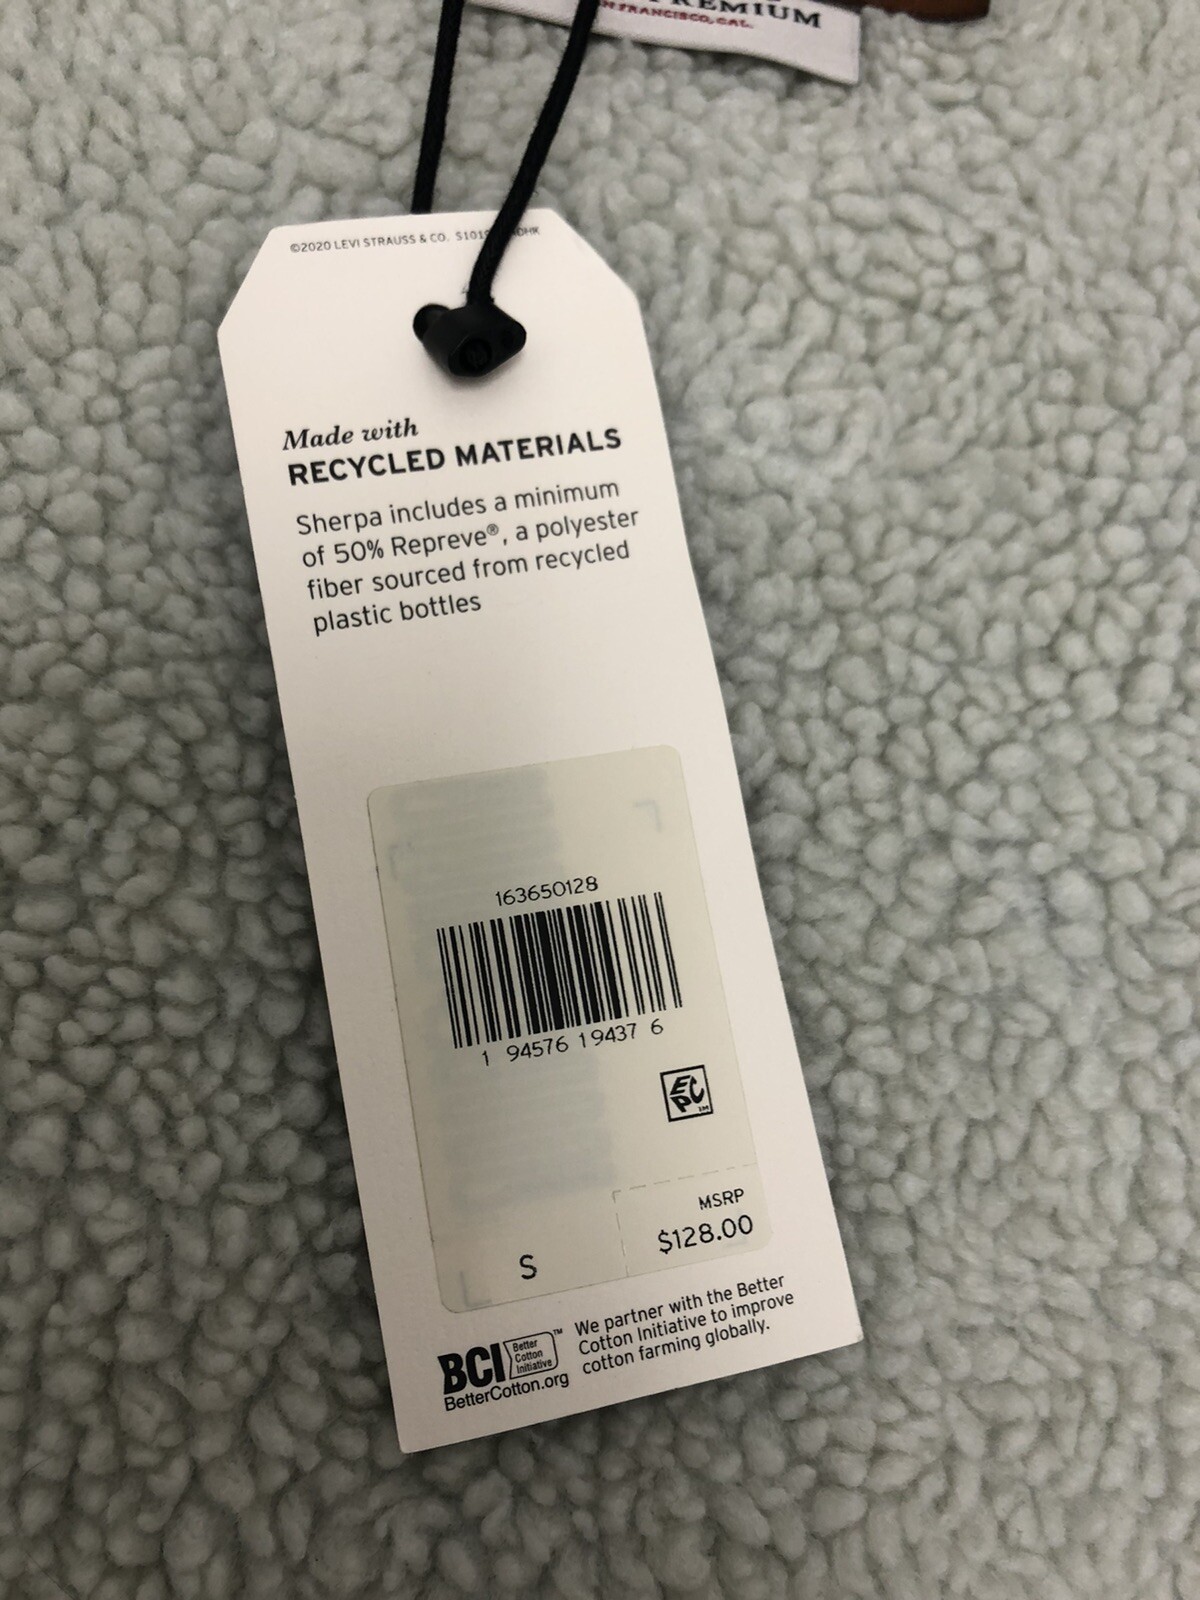 PREMIUM
N FRANCISCO, CAL.
©2020 LEVI STRAUSS & CO.
Made with
RECYCLED MATERIALS
Sherpa includes a minimum
of 50% Repreve®, a polyester
fiber sourced from recycled
plastic bottles
163650128
1 94576 19437 6
EPC TM
MSRP
$128.00
S
BCI Better Cotton Initiative™
BetterCotton.org
We partner with the Better
Cotton Initiative to improve
cotton farming globally.